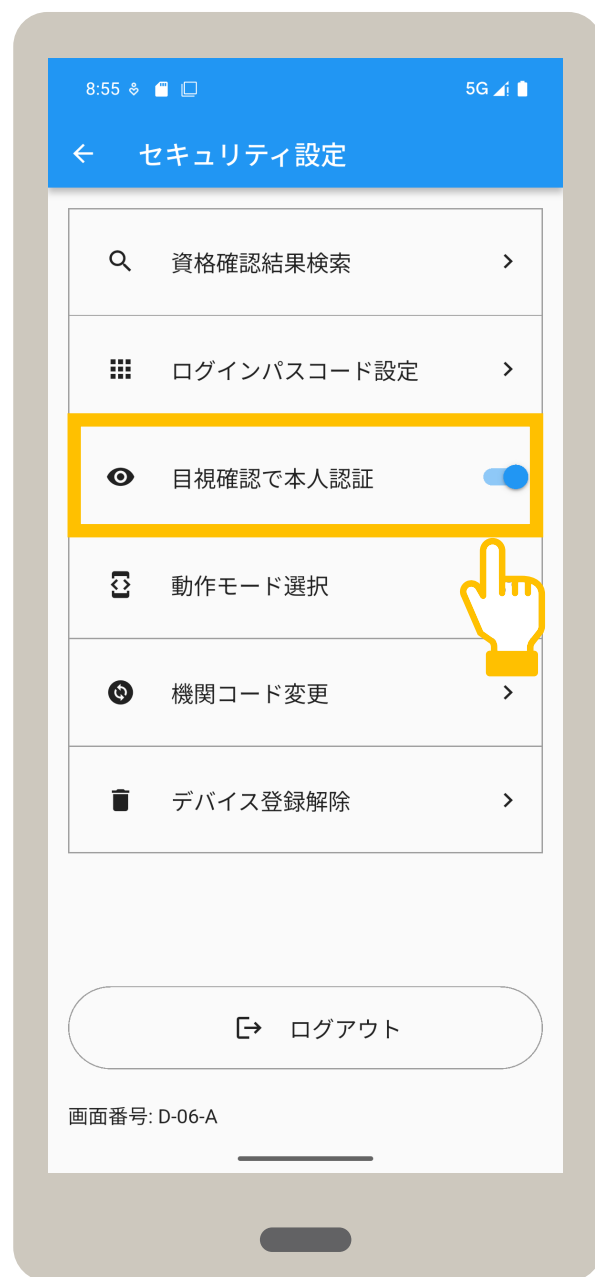 8:55 5G
セキュリティ設定
資格確認結果検索
ログインパスコード設定
目視確認で本人認証
動作モード選択
機関コード変更
デバイス登録解除
ログアウト
画面番号: D-06-A